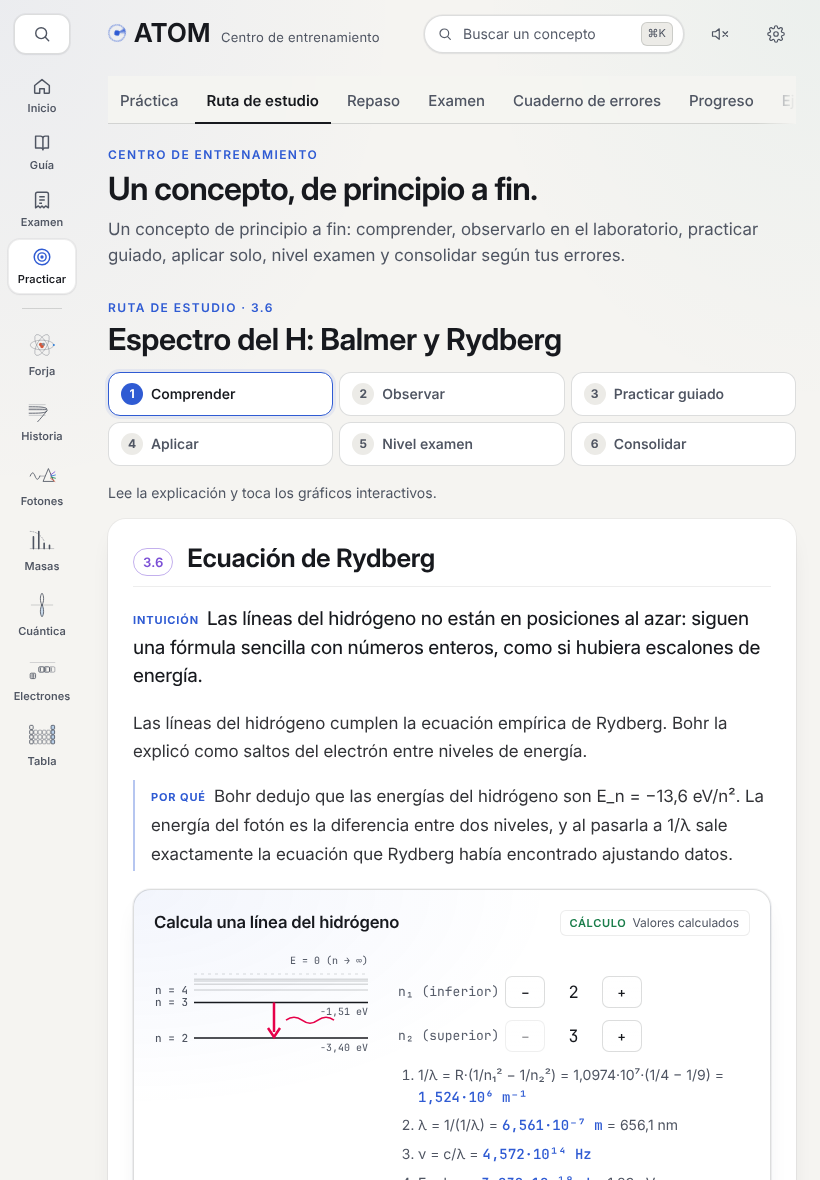 ATOM Centro de entrenamiento
Buscar un concepto ⌘K
Inicio
Guía
Examen
Practicar
Forja
Historia
Fotones
Masas
Cuántica
Electrones
Tabla
Práctica Ruta de estudio Repaso Examen Cuaderno de errores Progreso
CENTRO DE ENTRENAMIENTO
Un concepto, de principio a fin.
Un concepto de principio a fin: comprender, observarlo en el laboratorio, practicar
guiado, aplicar solo, nivel examen y consolidar según tus errores.
RUTA DE ESTUDIO · 3.6
Espectro del H: Balmer y Rydberg
1 Comprender
2 Observar
3 Practicar guiado
4 Aplicar
5 Nivel examen
6 Consolidar
Lee la explicación y toca los gráficos interactivos.
3.6 Ecuación de Rydberg
INTUICIÓN Las líneas del hidrógeno no están en posiciones al azar: siguen
una fórmula sencilla con números enteros, como si hubiera escalones de
energía.
Las líneas del hidrógeno cumplen la ecuación empírica de Rydberg. Bohr la
explicó como saltos del electrón entre niveles de energía.
POR QUÉ Bohr dedujo que las energías del hidrógeno son E_n = −13,6 eV/n². La
energía del fotón es la diferencia entre dos niveles, y al pasarla a 1/λ sale
exactamente la ecuación que Rydberg había encontrado ajustando datos.
Calcula una línea del hidrógeno
CÁLCULO Valores calculados
E = 0 (n → ∞)
n = 4
n = 3
-1,51 eV
n = 2
-3,40 eV
n₁ (inferior) − 2 +
n₂ (superior) − 3 +
1. 1/λ = R·(1/n₁² − 1/n₂²) = 1,0974·10⁷·(1/4 − 1/9) =
1,524·10⁶ m⁻¹
2. λ = 1/(1/λ) = 6,561·10⁻⁷ m = 656,1 nm
3. ν = c/λ = 4,572·10¹⁴ Hz